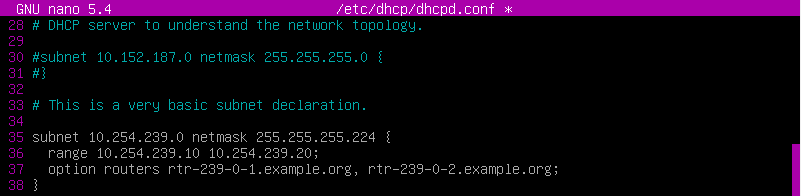 GNU nano 5.4 /etc/dhcp/dhcpd.conf *
28 # DHCP server to understand the network topology.
29
30 #subnet 10.152.187.0 netmask 255.255.255.0 {
31 #}
32
33 # This is a very basic subnet declaration.
34
35 subnet 10.254.239.0 netmask 255.255.255.224 {
36   range 10.254.239.10 10.254.239.20;
37   option routers rtr-239-0-1.example.org, rtr-239-0-2.example.org;
38 }